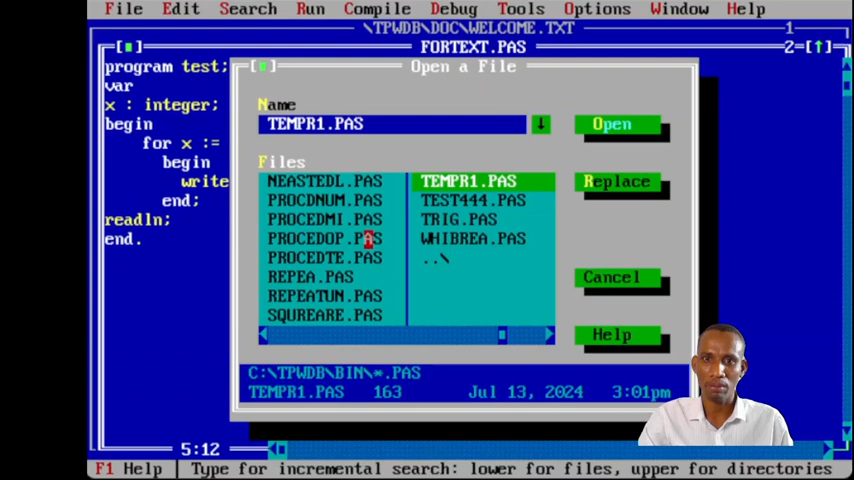 File Edit Search Run Compile Debug Tools Options Window Help
\TPWDB\DOC\WELCOME.TXT 1
FORTEXT.PAS 2
program test;
var
x : integer;
begin
for x :=
begin
write
end;
readln;
end.
Open a File
Name
TEMPR1.PAS
Open
Files
NEASTEDL.PAS TEMPR1.PAS
Replace
PROCDNUM.PAS TEST444.PAS
PROCEDMI.PAS TRIG.PAS
PROCEDOP.PAS WHIBREA.PAS
PROCEDTE.PAS ..\
REPEA.PAS
Cancel
REPEATUN.PAS
SQUREARE.PAS
Help
C:\TPWDB\BIN\*.PAS
TEMPR1.PAS 163 Jul 13, 2024 3:01pm
5:12
F1 Help | Type for incremental search: lower for files, upper for directories